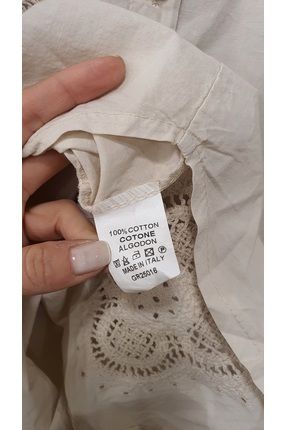 100% COTTON
COTONE
ALGODON
MADE IN ITALY
GR25016